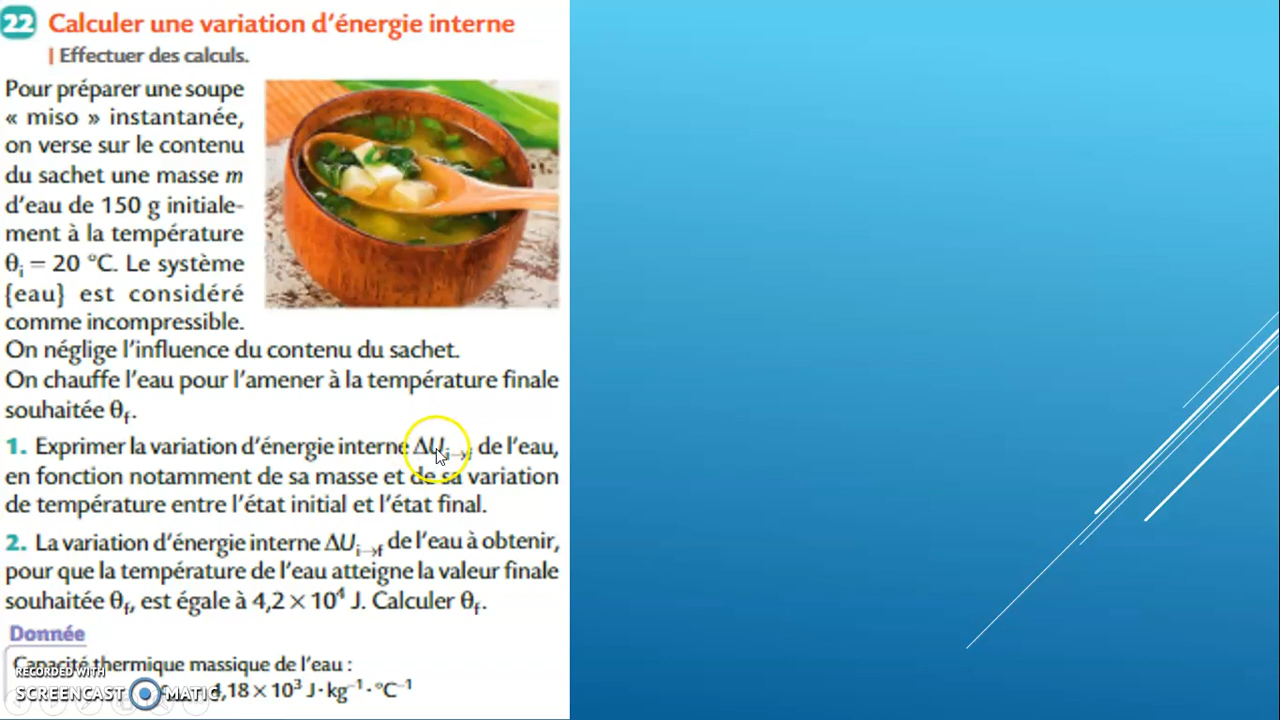 22 Calculer une variation d'énergie interne
| Effectuer des calculs.
Pour préparer une soupe
« miso » instantanée,
on verse sur le contenu
du sachet une masse m
d'eau de 150 g initiale-
ment à la température
θi = 20 °C. Le système
{eau} est considéré
comme incompressible.
On néglige l'influence du contenu du sachet.
On chauffe l'eau pour l'amener à la température finale
souhaitée θf.
1. Exprimer la variation d'énergie interne ΔUi→f de l'eau,
en fonction notamment de sa masse et de sa variation
de température entre l'état initial et l'état final.
2. La variation d'énergie interne ΔUi→f de l'eau à obtenir,
pour que la température de l'eau atteigne la valeur finale
souhaitée θf, est égale à 4,2 × 10⁴ J. Calculer θf.
Donnée
Capacité thermique massique de l'eau :
4,18 × 10³ J·kg⁻¹·°C⁻¹
RECORDED WITH
SCREENCAST MATIC